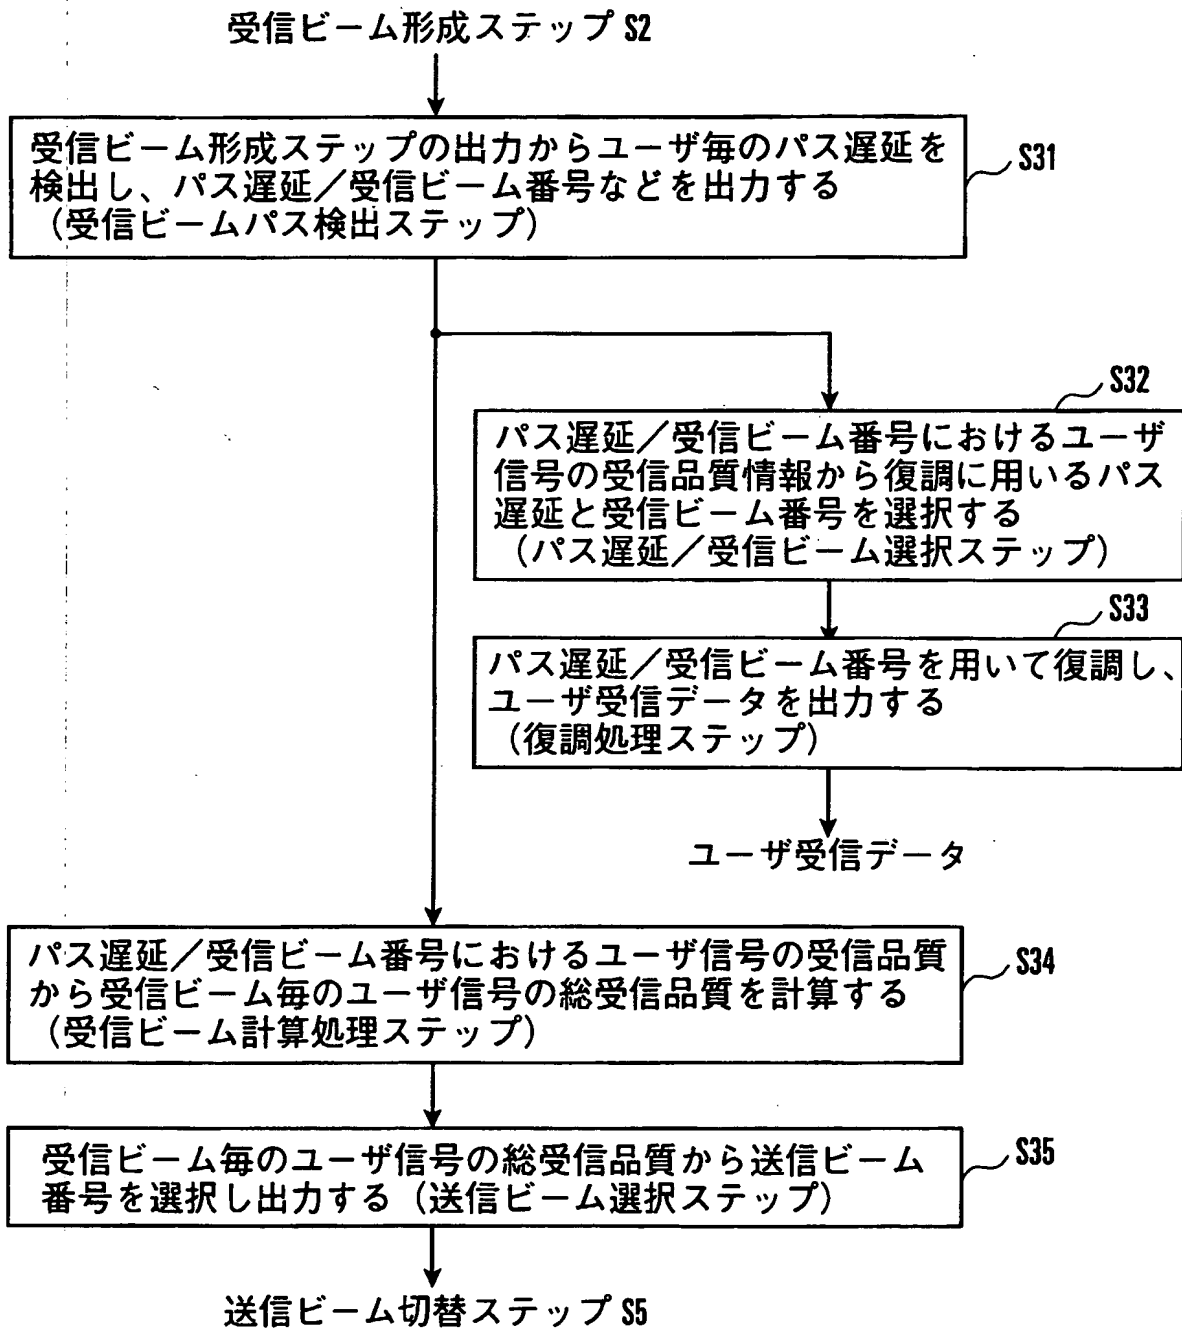 受信ビーム形成ステップ S2
受信ビーム形成ステップの出力からユーザ毎のパス遅延を
検出し、パス遅延／受信ビーム番号などを出力する
（受信ビームパス検出ステップ）
S31
S32
パス遅延／受信ビーム番号におけるユーザ
信号の受信品質情報から復調に用いるパス
遅延と受信ビーム番号を選択する
（パス遅延／受信ビーム選択ステップ）
S33
パス遅延／受信ビーム番号を用いて復調し、
ユーザ受信データを出力する
（復調処理ステップ）
ユーザ受信データ
パス遅延／受信ビーム番号におけるユーザ信号の受信品質
から受信ビーム毎のユーザ信号の総受信品質を計算する
（受信ビーム計算処理ステップ）
S34
受信ビーム毎のユーザ信号の総受信品質から送信ビーム
番号を選択し出力する（送信ビーム選択ステップ）
S35
送信ビーム切替ステップ S5